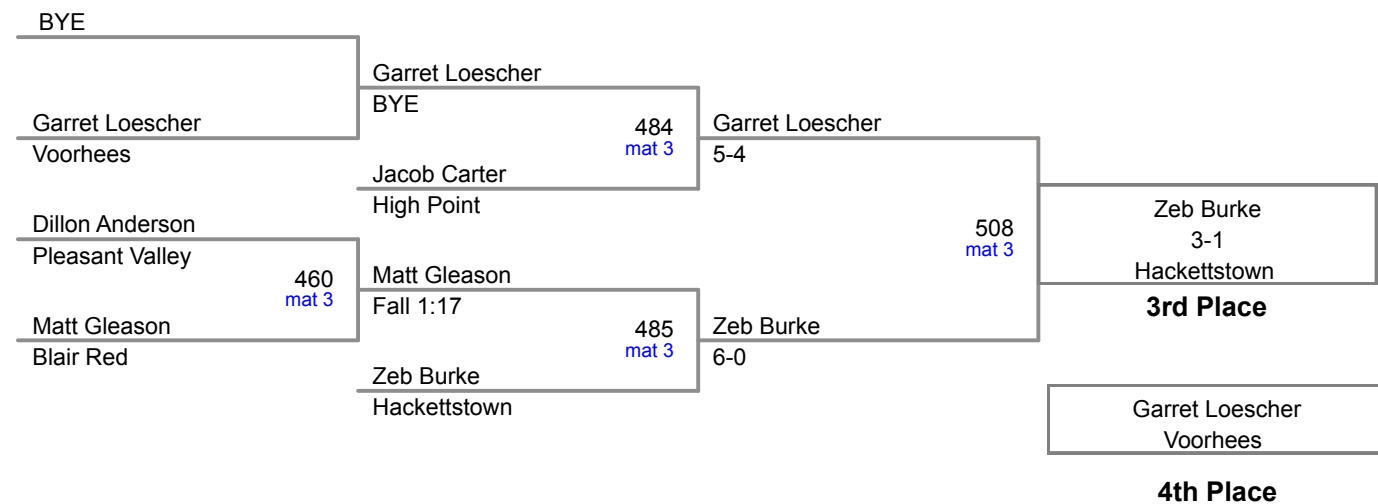 BYE
Garret Loescher
Voorhees
Dillon Anderson
Pleasant Valley
460
mat 3
Matt Gleason
Blair Red
Garret Loescher
BYE
484
mat 3
Jacob Carter
High Point
Matt Gleason
Fall 1:17
485
mat 3
Zeb Burke
Hackettstown
Garret Loescher
5-4
508
mat 3
Zeb Burke
6-0
Zeb Burke
3-1
Hackettstown
3rd Place
Garret Loescher
Voorhees
4th Place